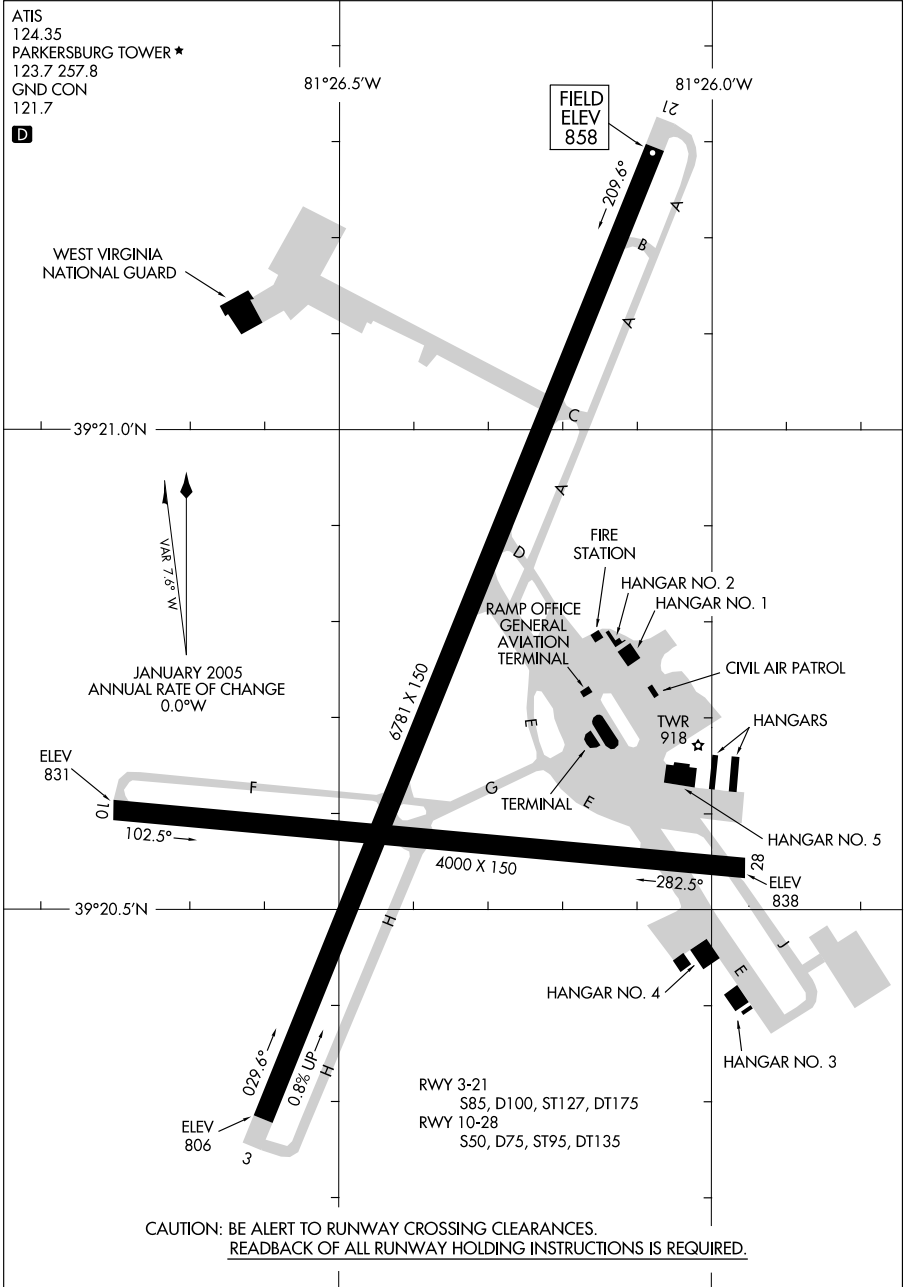 ATIS
124.35
PARKERSBURG TOWER ★
123.7 257.8
GND CON
121.7
D
81°26.5'W
81°26.0'W
FIELD
ELEV
858
21
209.6°
A
B
WEST VIRGINIA
NATIONAL GUARD
A
C
39°21.0'N
A
VAR 7.6° W
D
FIRE
STATION
HANGAR NO. 2
HANGAR NO. 1
RAMP OFFICE
GENERAL
AVIATION
TERMINAL
JANUARY 2005
ANNUAL RATE OF CHANGE
0.0°W
CIVIL AIR PATROL
6781 X 150
E
TWR
918
HANGARS
ELEV
831
F
G
E
TERMINAL
10
102.5°
HANGAR NO. 5
4000 X 150
28
282.5°
ELEV
838
39°20.5'N
H
J
E
HANGAR NO. 4
HANGAR NO. 3
029.6°
0.8% UP
H
RWY 3-21
S85, D100, ST127, DT175
RWY 10-28
S50, D75, ST95, DT135
ELEV
806
3
CAUTION: BE ALERT TO RUNWAY CROSSING CLEARANCES.
READBACK OF ALL RUNWAY HOLDING INSTRUCTIONS IS REQUIRED.